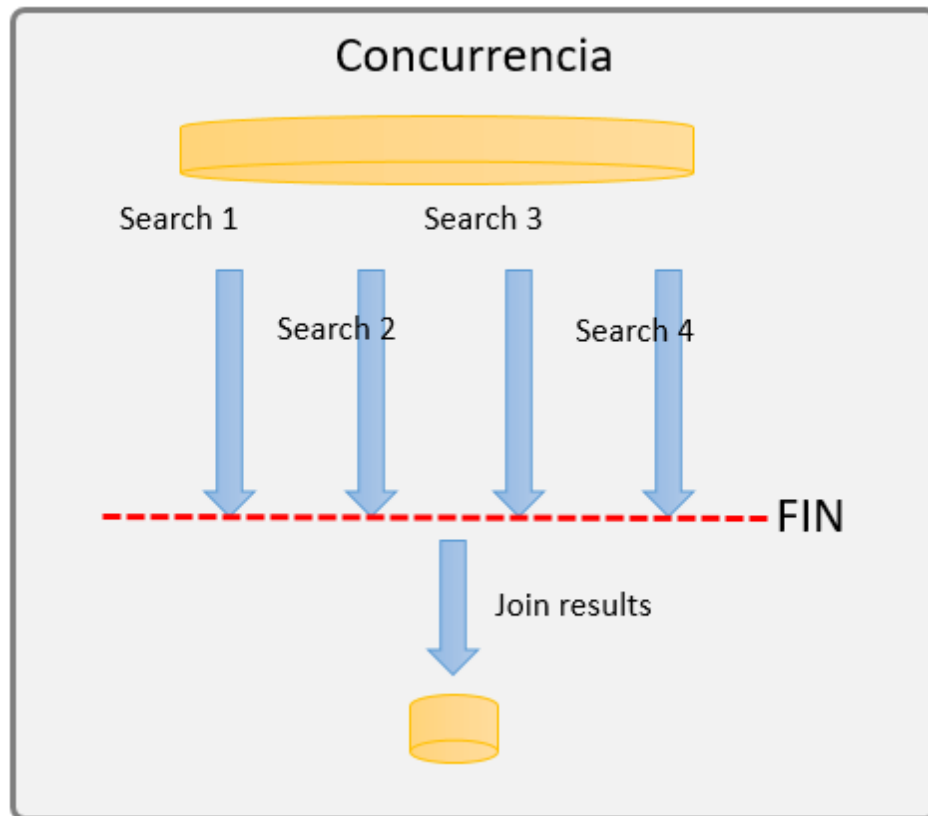 Concurrencia
Search 1
Search 3
Search 2
Search 4
FIN
Join results